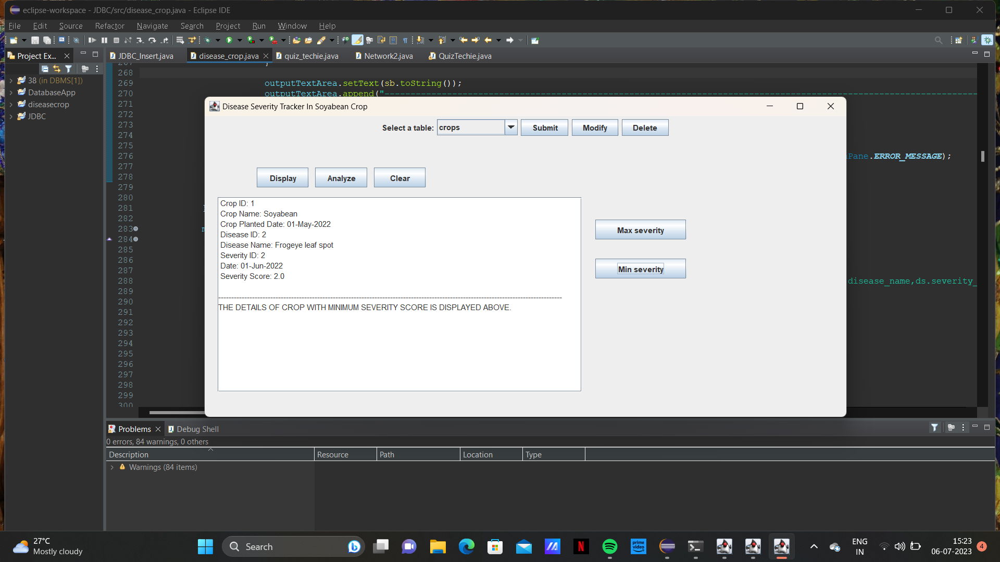 eclipse-workspace - JDBC/src/disease_crop.java - Eclipse IDE
File Edit Source Refactor Navigate Search Project Run Window Help
Project Ex...
JDBC_Insert.java disease_crop.java quiz_techie.java Network2.java QuizTechie.java
38 (in DBMS[1])
DatabaseApp
diseasecrop
JDBC
267 }
268
269 outputTextArea.setText(sb.toString());
270 outputTextArea.append("--------------------
271
272
273
274
275
276 Pane.ERROR_MESSAGE);
277
278
279
280
281
282
283
284
285
286
287
288 disease_name,ds.severity_
289
290
291
292
293
294
295
296
297
298
299
300
Disease Severity Tracker In Soyabean Crop
Select a table: crops Submit Modify Delete
Display Analyze Clear
Crop ID: 1
Crop Name: Soyabean
Crop Planted Date: 01-May-2022
Disease ID: 2
Disease Name: Frogeye leaf spot
Severity ID: 2
Date: 01-Jun-2022
Severity Score: 2.0
--------------------
THE DETAILS OF CROP WITH MINIMUM SEVERITY SCORE IS DISPLAYED ABOVE.
Max severity
Min severity
Problems Debug Shell
0 errors, 84 warnings, 0 others
Description Resource Path Location Type
Warnings (84 items)
27°C
Mostly cloudy
Search
prime video
ENG
IN
15:23
06-07-2023
4